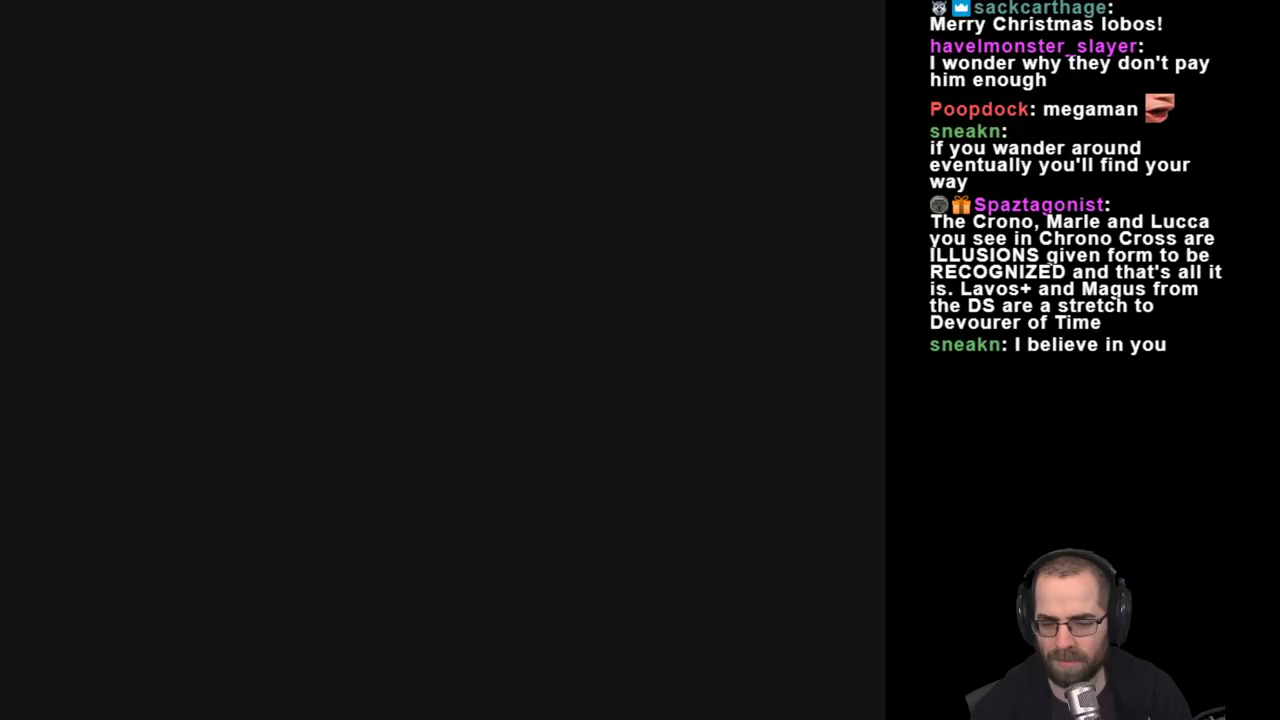 sackcarthage:
Merry Christmas lobos!
havelmonster_slayer:
I wonder why they don't pay
him enough
Poopdock: megaman
sneakn:
if you wander around
eventually you'll find your
way
Spaztagonist:
The Crono, Marle and Lucca
you see in Chrono Cross are
ILLUSIONS given form to be
RECOGNIZED and that's all it
is. Lavos+ and Magus from
the DS are a stretch to
Devourer of Time
sneakn: I believe in you